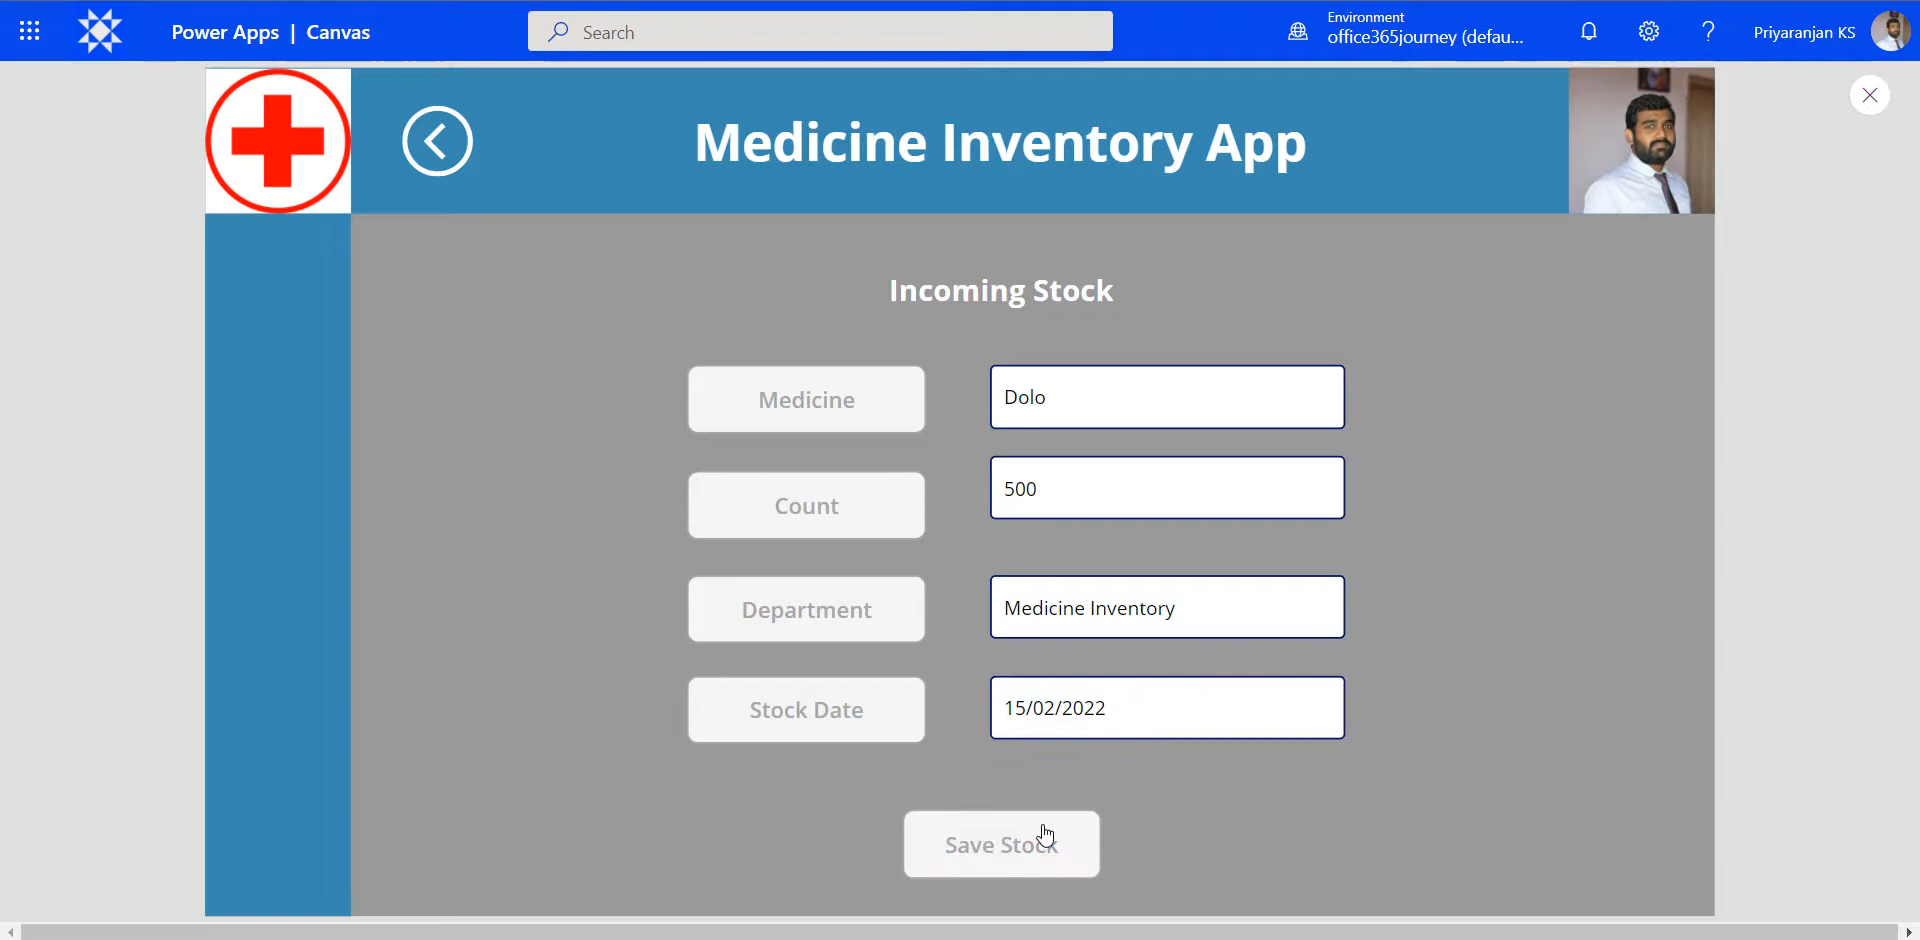 Power Apps | Canvas
Search
Environment
office365journey (defau...
?
Priyaranjan KS
Medicine Inventory App
Incoming Stock
Medicine
Dolo
Count
500
Department
Medicine Inventory
Stock Date
15/02/2022
Save Stock